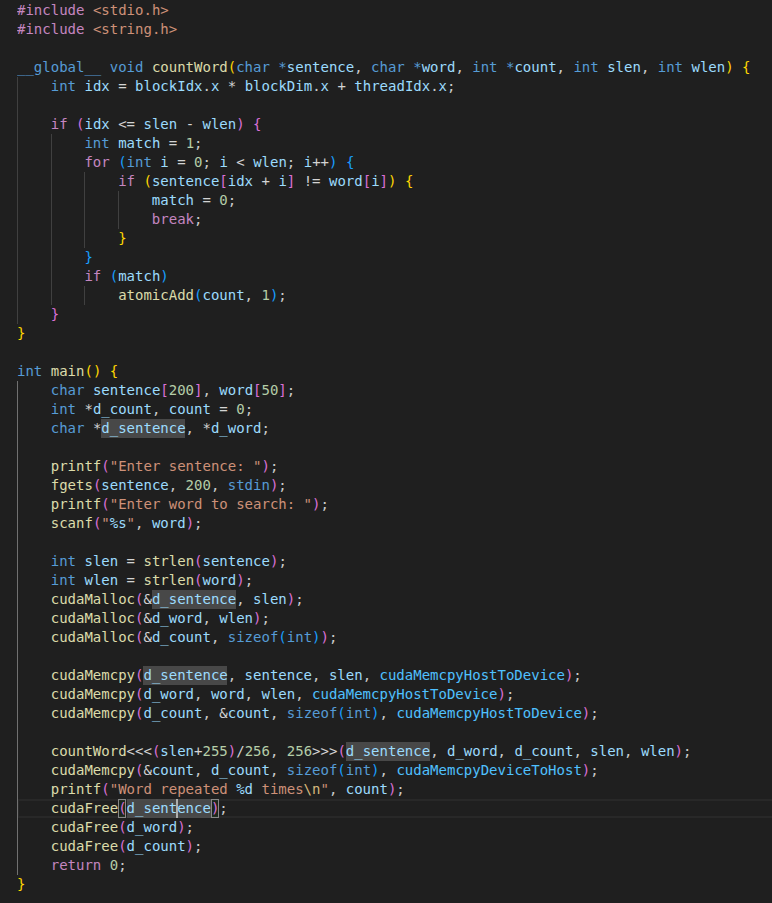 #include <stdio.h>
#include <string.h>

__global__ void countWord(char *sentence, char *word, int *count, int slen, int wlen) {
    int idx = blockIdx.x * blockDim.x + threadIdx.x;

    if (idx <= slen - wlen) {
        int match = 1;
        for (int i = 0; i < wlen; i++) {
            if (sentence[idx + i] != word[i]) {
                match = 0;
                break;
            }
        }
        if (match)
            atomicAdd(count, 1);
    }
}

int main() {
    char sentence[200], word[50];
    int *d_count, count = 0;
    char *d_sentence, *d_word;

    printf("Enter sentence: ");
    fgets(sentence, 200, stdin);
    printf("Enter word to search: ");
    scanf("%s", word);

    int slen = strlen(sentence);
    int wlen = strlen(word);
    cudaMalloc(&d_sentence, slen);
    cudaMalloc(&d_word, wlen);
    cudaMalloc(&d_count, sizeof(int));

    cudaMemcpy(d_sentence, sentence, slen, cudaMemcpyHostToDevice);
    cudaMemcpy(d_word, word, wlen, cudaMemcpyHostToDevice);
    cudaMemcpy(d_count, &count, sizeof(int), cudaMemcpyHostToDevice);

    countWord<<<(slen+255)/256, 256>>>(d_sentence, d_word, d_count, slen, wlen);
    cudaMemcpy(&count, d_count, sizeof(int), cudaMemcpyDeviceToHost);
    printf("Word repeated %d times\n", count);
    cudaFree(d_sentence);
    cudaFree(d_word);
    cudaFree(d_count);
    return 0;
}